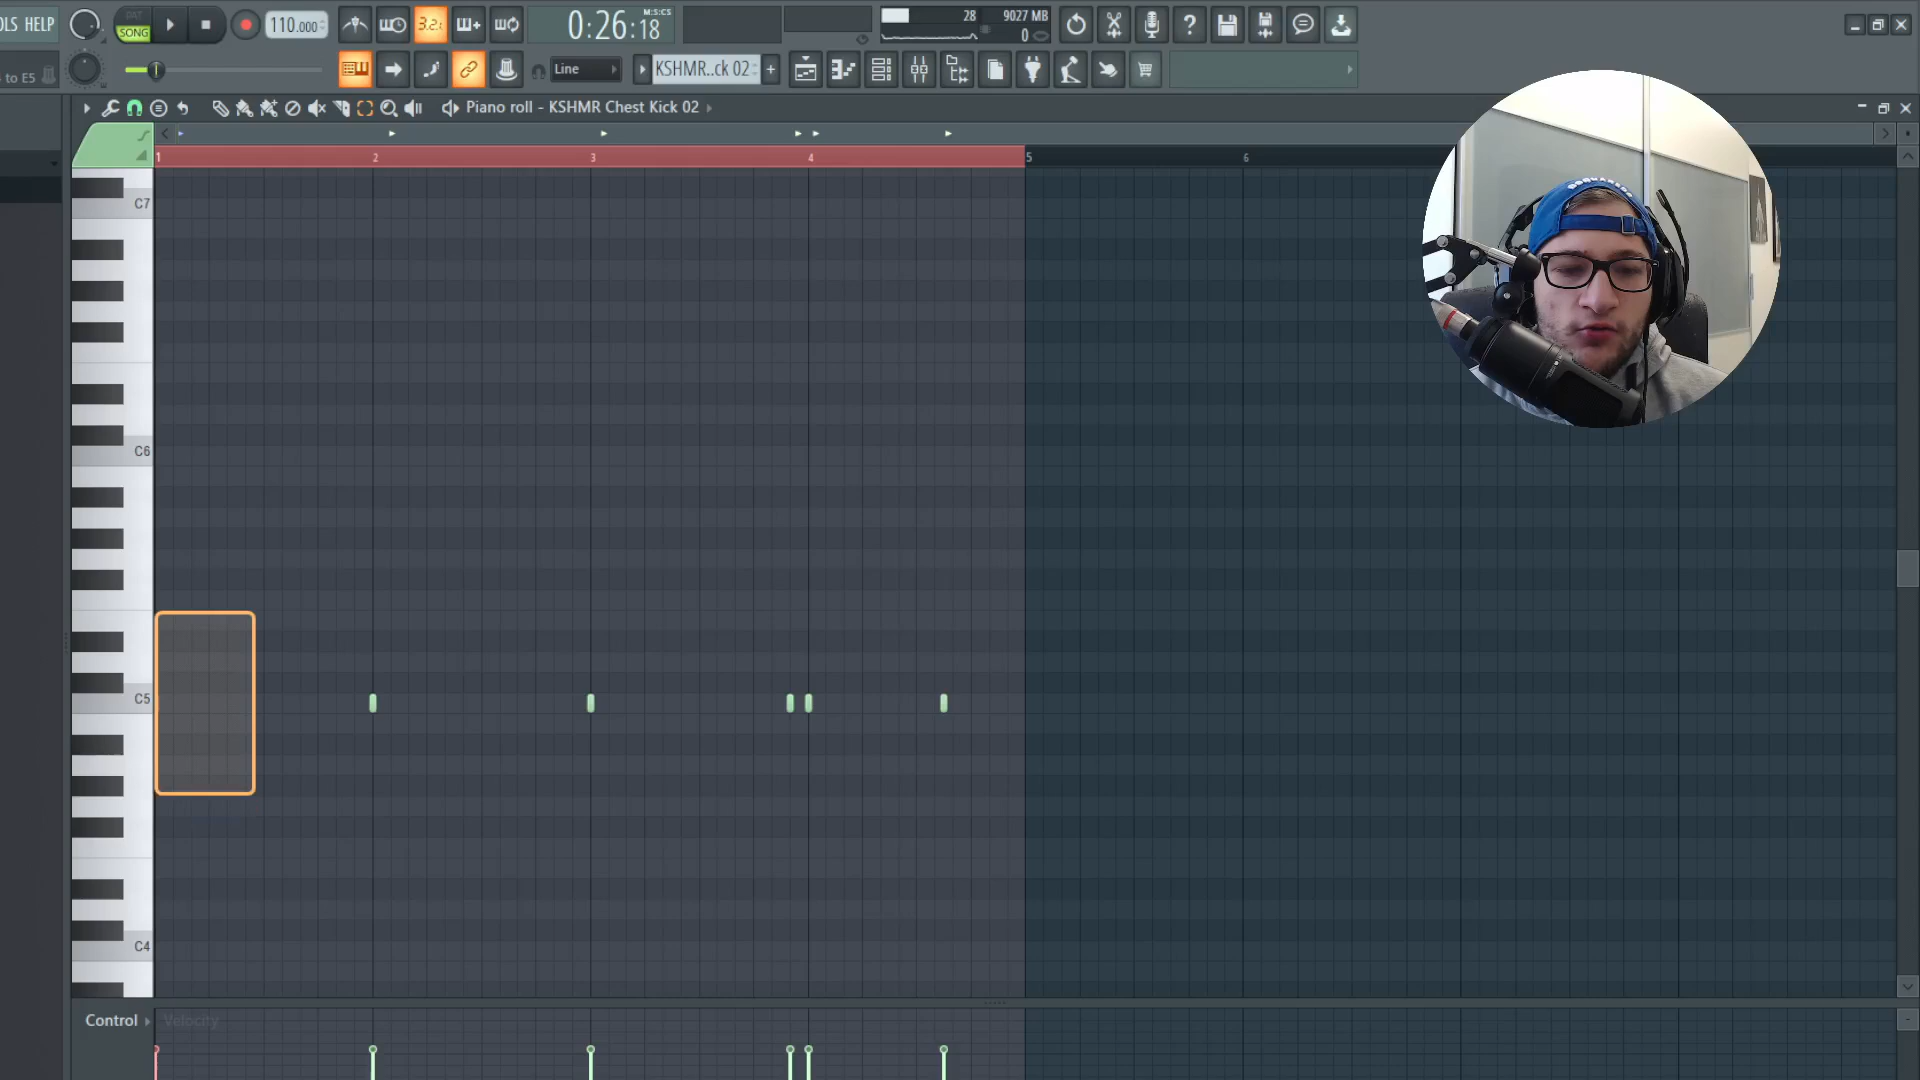 OLS HELP
PAT
SONG
110.000
3.2.
0:26:18
M:S:CS
28
9027 MB
0
4 to E5
Line
KSHMR..ck 02
Piano roll - KSHMR Chest Kick 02
1 2 3 4 5 6
C7
C6
C5
C4
Control
Velocity